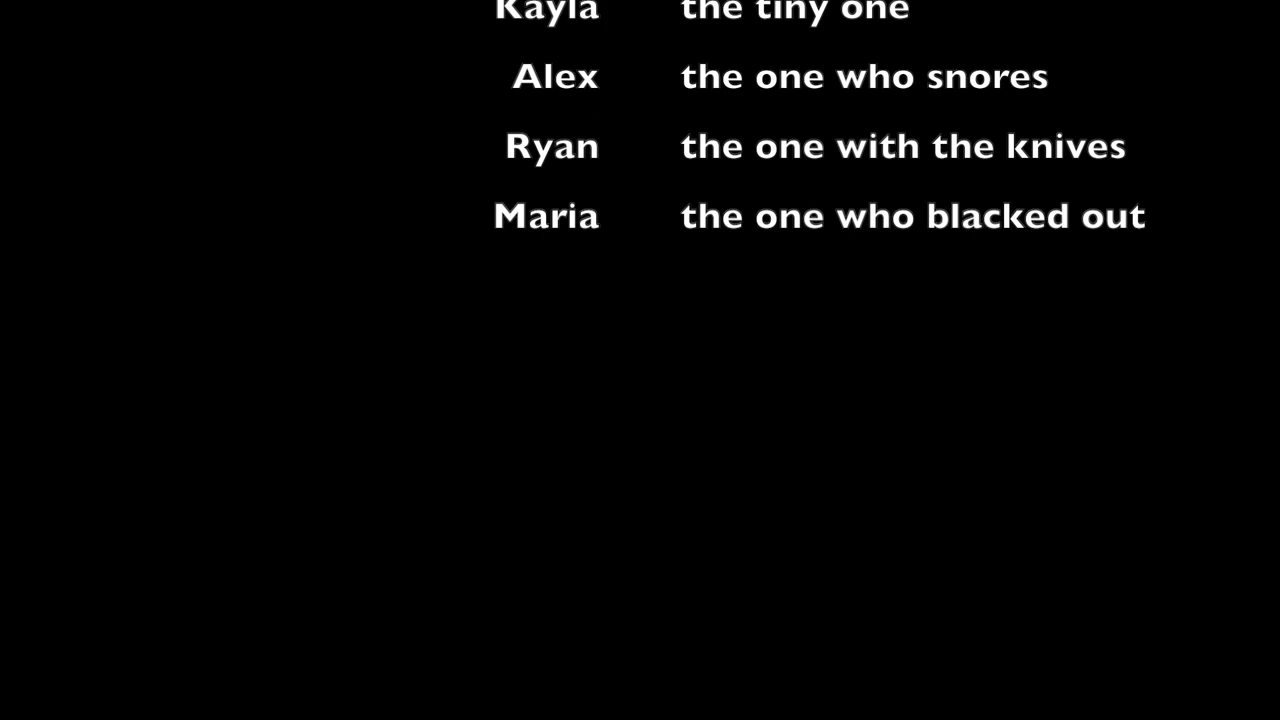 Kayla the tiny one
Alex the one who snores
Ryan the one with the knives
Maria the one who blacked out